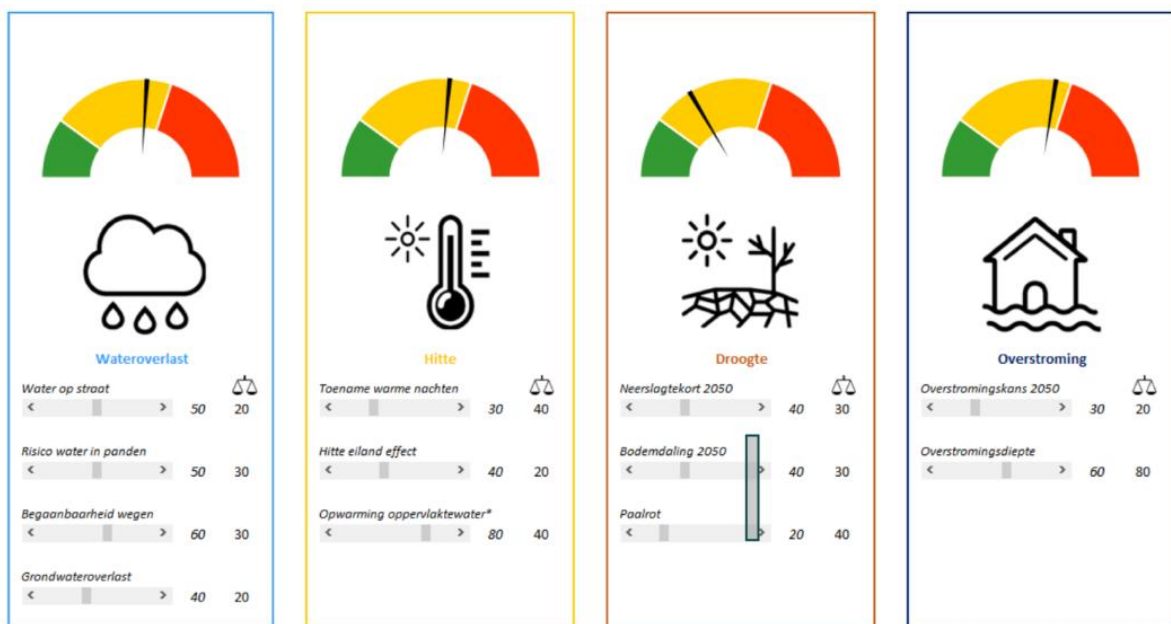 Wateroverlast
Water op straat
50 20
Risico water in panden
50 30
Begaanbaarheid wegen
60 30
Grondwateroverlast
40 20
Hitte
Toename warme nachten
30 40
Hitte eiland effect
40 20
Opwarming oppervlaktewater*
80 40
Droogte
Neerslagtekort 2050
40 30
Bodemdaling 2050
40 30
Paalrot
20 40
Overstroming
Overstromingskans 2050
30 20
Overstromingsdiepte
60 80